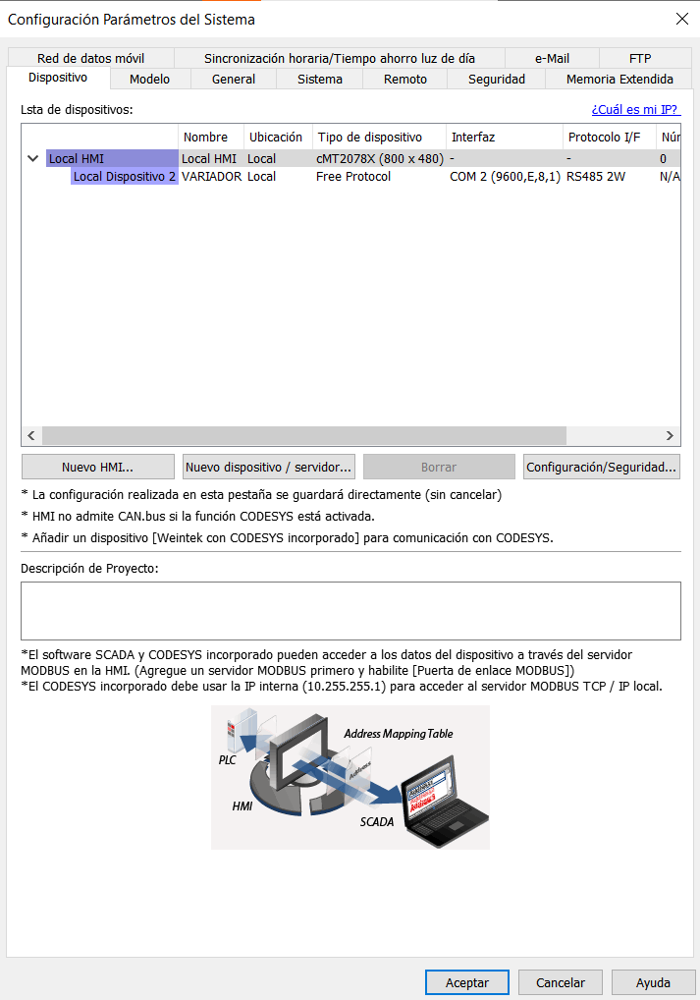 Configuración Parámetros del Sistema
Red de datos móvil Sincronización horaria/Tiempo ahorro luz de día e-Mail FTP
Dispositivo Modelo General Sistema Remoto Seguridad Memoria Extendida
Lsta de dispositivos: ¿Cuál es mi IP?
Nombre Ubicación Tipo de dispositivo Interfaz Protocolo I/F Núr
Local HMI Local HMI Local cMT2078X (800 x 480) - - 0
Local Dispositivo 2 VARIADOR Local Free Protocol COM 2 (9600,E,8,1) RS485 2W N/A
Nuevo HMI... Nuevo dispositivo / servidor... Borrar Configuración/Seguridad...
* La configuración realizada en esta pestaña se guardará directamente (sin cancelar)
* HMI no admite CAN.bus si la función CODESYS está activada.
* Añadir un dispositivo [Weintek con CODESYS incorporado] para comunicación con CODESYS.
Descripción de Proyecto:
*El software SCADA y CODESYS incorporado pueden acceder a los datos del dispositivo a través del servidor
MODBUS en la HMI. (Agregue un servidor MODBUS primero y habilite [Puerta de enlace MODBUS])
*El CODESYS incorporado debe usar la IP interna (10.255.255.1) para acceder al servidor MODBUS TCP / IP local.
Address Mapping Table
PLC
Address
HMI
SCADA
Aceptar Cancelar Ayuda